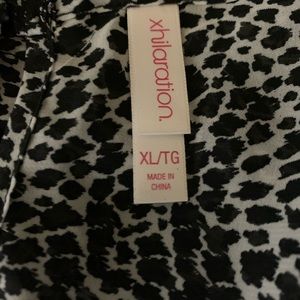 xhilaration.
XL/TG
MADE IN
CHINA